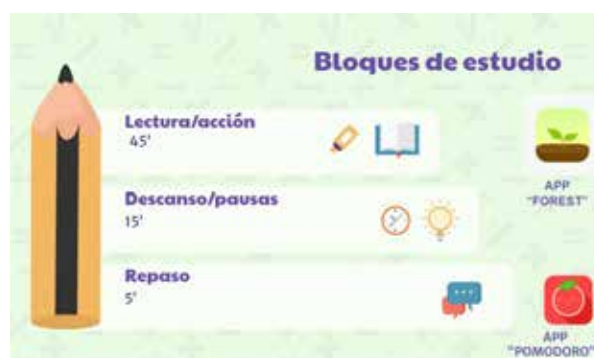 Bloques de estudio
Lectura/acción
45'
Descanso/pausas
15'
Repaso
5'
APP
"FOREST"
APP
"POMODORO"